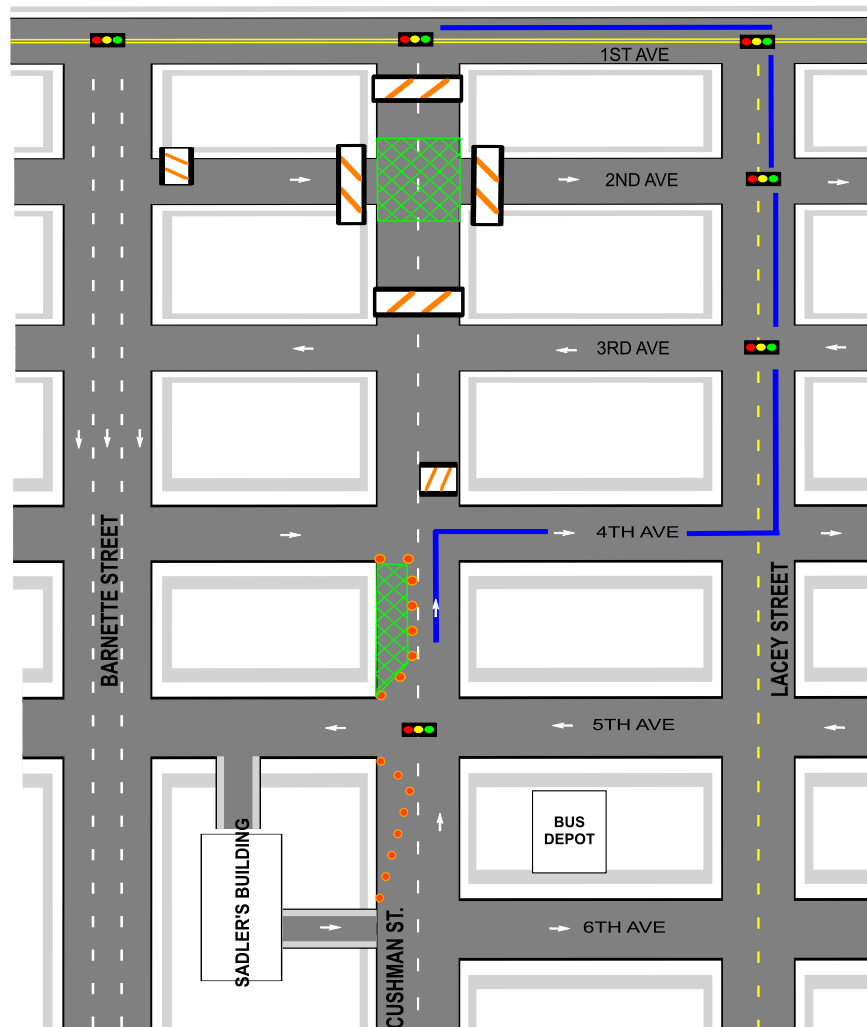 1ST AVE
2ND AVE
3RD AVE
4TH AVE
BARNETTE STREET
LACEY STREET
5TH AVE
BUS
DEPOT
SADLER'S BUILDING
CUSHMAN ST.
6TH AVE